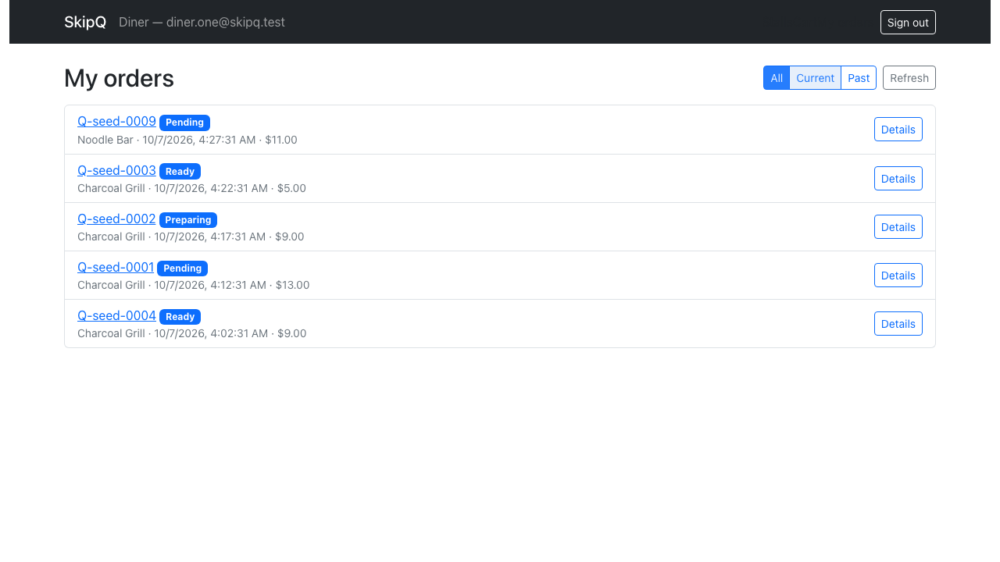 SkipQ Diner — diner.one@skipq.test Sign out
My orders All Current Past Refresh
Q-seed-0009 Pending
Noodle Bar · 10/7/2026, 4:27:31 AM · $11.00
Details
Q-seed-0003 Ready
Charcoal Grill · 10/7/2026, 4:22:31 AM · $5.00
Details
Q-seed-0002 Preparing
Charcoal Grill · 10/7/2026, 4:17:31 AM · $9.00
Details
Q-seed-0001 Pending
Charcoal Grill · 10/7/2026, 4:12:31 AM · $13.00
Details
Q-seed-0004 Ready
Charcoal Grill · 10/7/2026, 4:02:31 AM · $9.00
Details